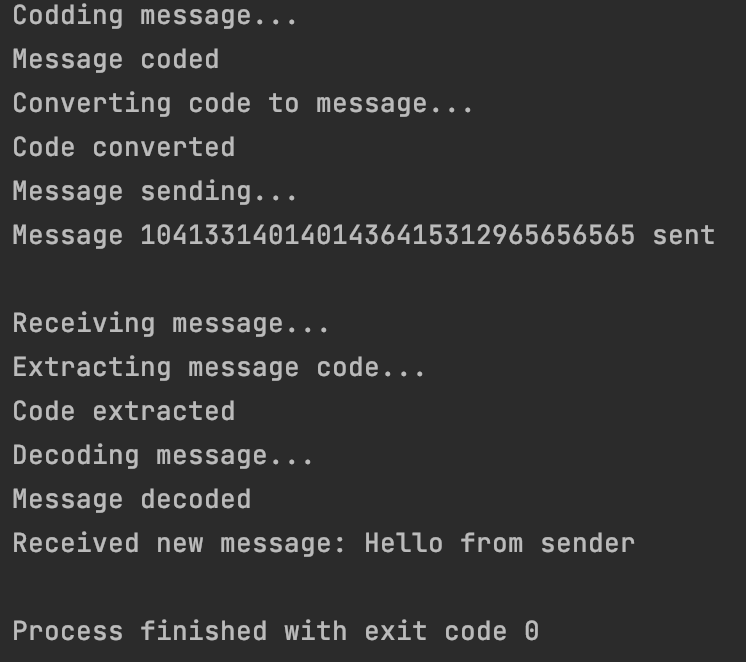 Codding message...
Message coded
Converting code to message...
Code converted
Message sending...
Message 1041331401401436415312965656565 sent
Receiving message...
Extracting message code...
Code extracted
Decoding message...
Message decoded
Received new message: Hello from sender
Process finished with exit code 0